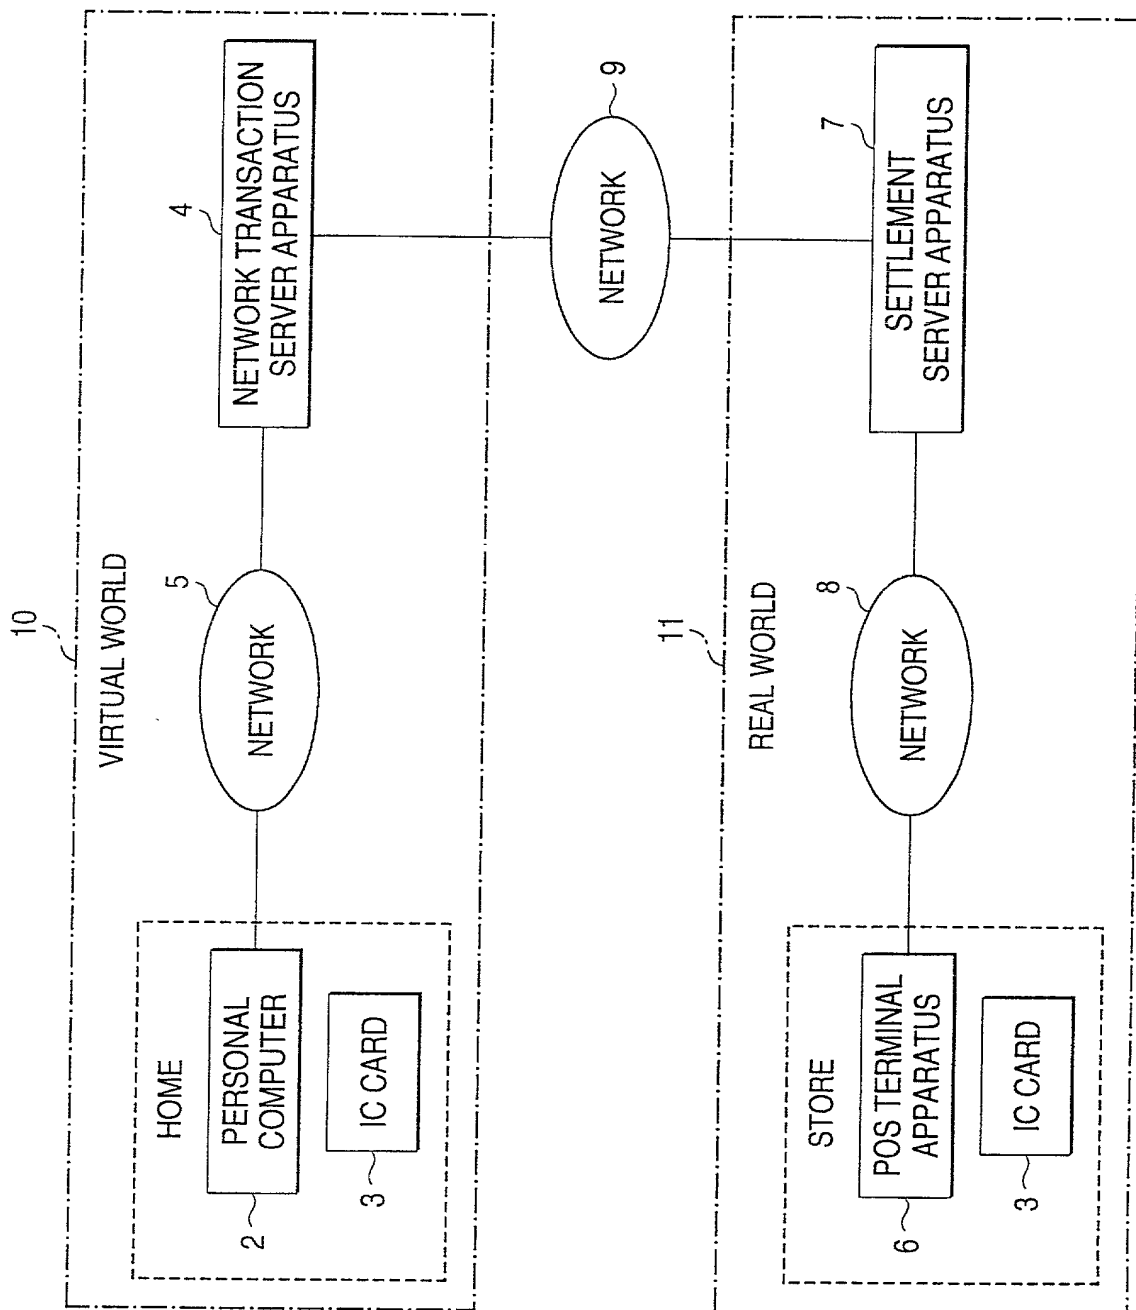 10
VIRTUAL WORLD
HOME
PERSONAL
COMPUTER
2
IC CARD
3
5
NETWORK
4
NETWORK TRANSACTION
SERVER APPARATUS
9
NETWORK
11
REAL WORLD
STORE
POS TERMINAL
APPARATUS
6
IC CARD
3
8
NETWORK
7
SETTLEMENT
SERVER APPARATUS